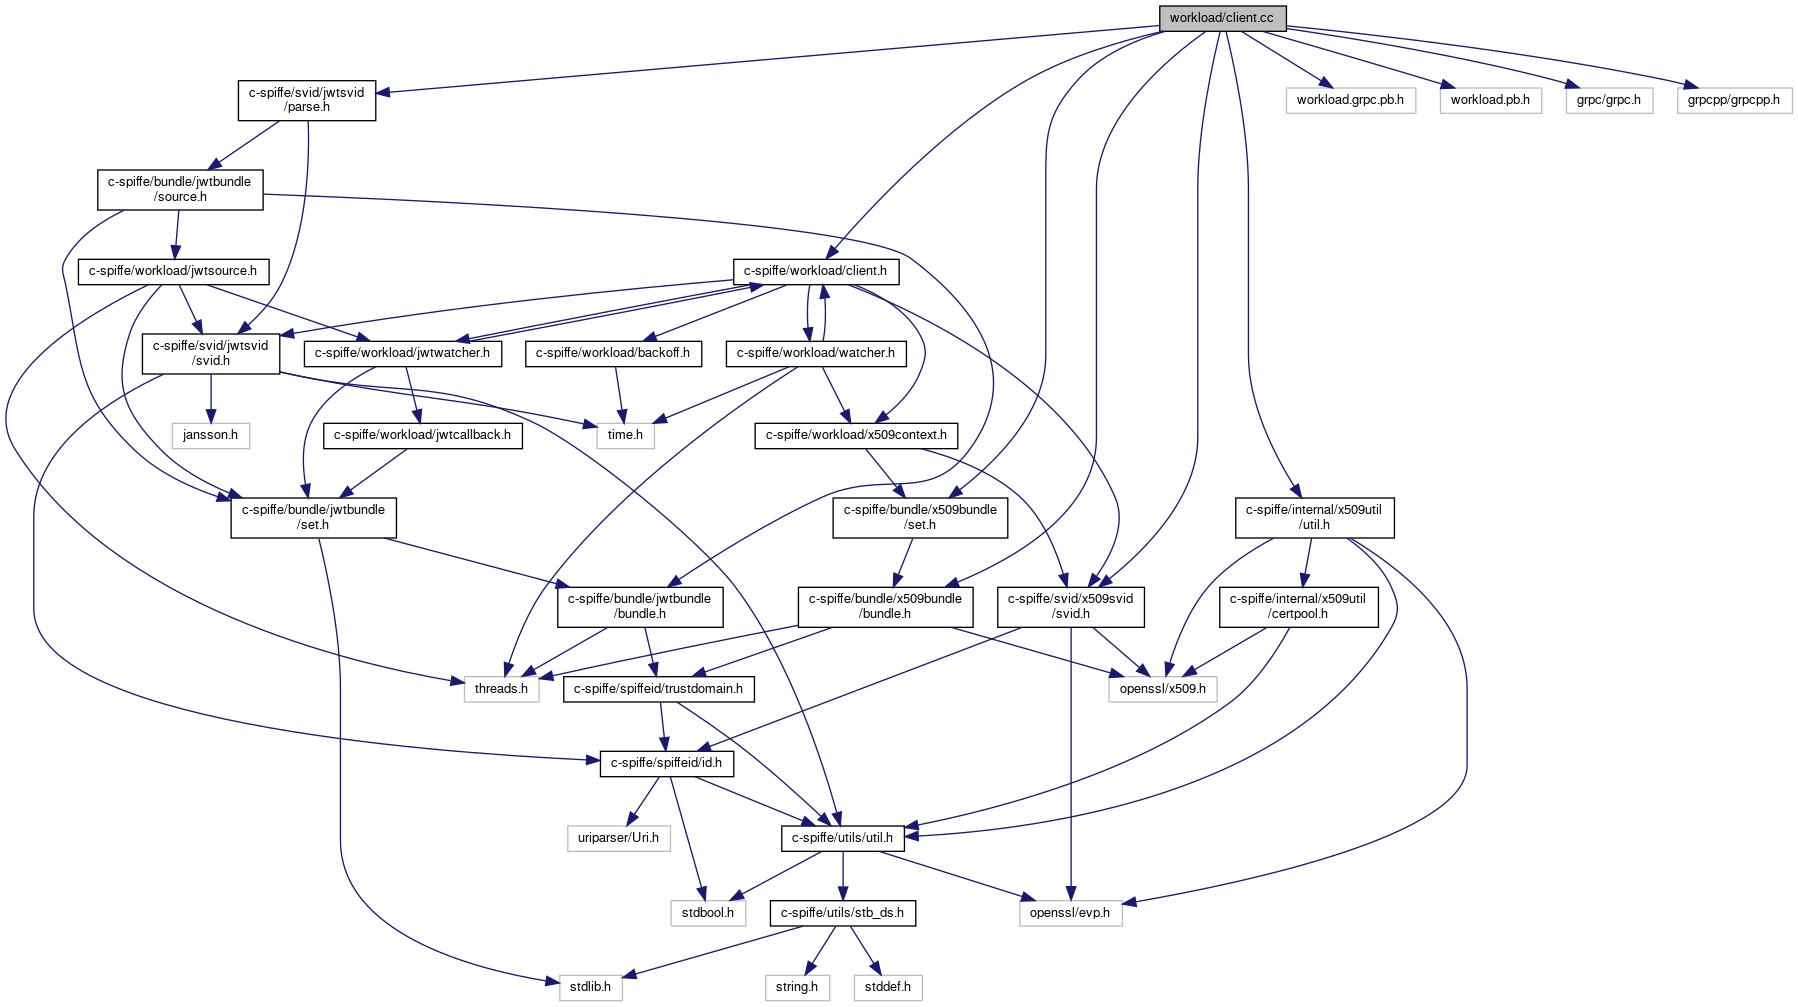 workload/client.cc
c-spiffe/svid/jwtsvid
/parse.h
workload.grpc.pb.h
workload.pb.h
grpc/grpc.h
grpcpp/grpcpp.h
c-spiffe/bundle/jwtbundle
/source.h
c-spiffe/workload/jwtsource.h
c-spiffe/workload/client.h
c-spiffe/svid/jwtsvid
/svid.h
c-spiffe/workload/jwtwatcher.h
c-spiffe/workload/backoff.h
c-spiffe/workload/watcher.h
jansson.h
c-spiffe/workload/jwtcallback.h
time.h
c-spiffe/workload/x509context.h
c-spiffe/bundle/jwtbundle
/set.h
c-spiffe/bundle/x509bundle
/set.h
c-spiffe/internal/x509util
/util.h
c-spiffe/bundle/jwtbundle
/bundle.h
c-spiffe/bundle/x509bundle
/bundle.h
c-spiffe/svid/x509svid
/svid.h
c-spiffe/internal/x509util
/certpool.h
threads.h
c-spiffe/spiffeid/trustdomain.h
openssl/x509.h
c-spiffe/spiffeid/id.h
uriparser/Uri.h
c-spiffe/utils/util.h
stdbool.h
c-spiffe/utils/stb_ds.h
openssl/evp.h
stdlib.h
string.h
stddef.h